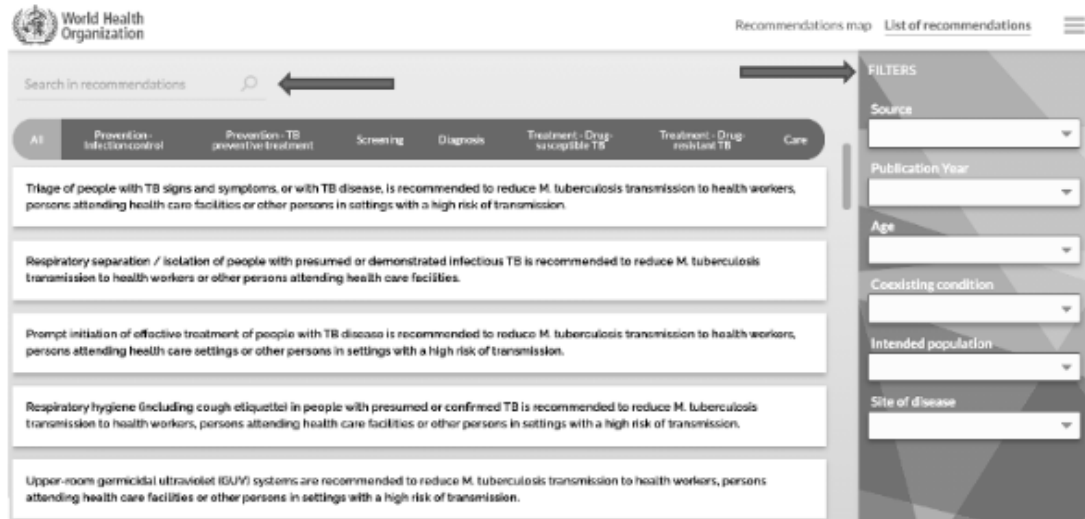 World Health
Organization
Recommendations map List of recommendations
Search in recommendations
FILTERS
Source
All
Prevention -
Infection control
Prevention - TB
preventive treatment
Screening
Diagnosis
Treatment - Drug-
susceptible TB
Treatment - Drug-
resistant TB
Care
Triage of people with TB signs and symptoms, or with TB disease, is recommended to reduce M. tuberculosis transmission to health workers,
persons attending health care facilities or other persons in settings with a high risk of transmission.
Respiratory separation / isolation of people with presumed or demonstrated infectious TB is recommended to reduce M. tuberculosis
transmission to health workers or other persons attending health care facilities.
Prompt initiation of effective treatment of people with TB disease is recommended to reduce M. tuberculosis transmission to health workers,
persons attending health care settings or other persons in settings with a high risk of transmission.
Respiratory hygiene (including cough etiquette) in people with presumed or confirmed TB is recommended to reduce M. tuberculosis
transmission to health workers, persons attending health care facilities or other persons in settings with a high risk of transmission.
Upper-room germicidal ultraviolet (GUV) systems are recommended to reduce M. tuberculosis transmission to health workers, persons
attending health care facilities or other persons in settings with a high risk of transmission.
Publication Year
Age
Coexisting condition
Intended population
Site of disease